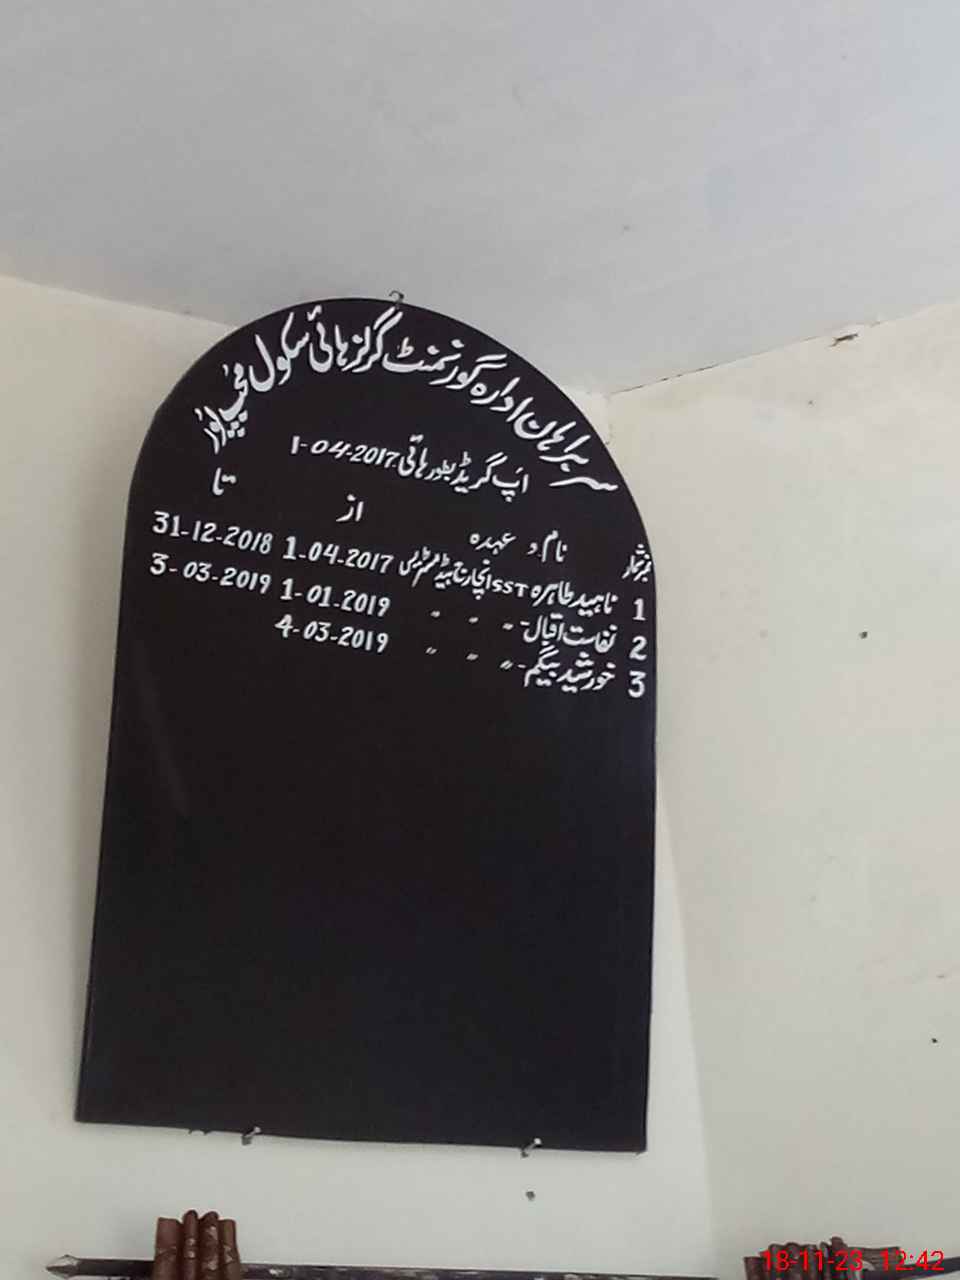 سربراہان ادارہ گورنمنٹ گرلز ہائی سکول پور
اَپ گریڈ بطور ہائی 1-04-2017
نمبر شمار نام و عہدہ از تا
1 ناہید طاہرہ SST انچارج ہیڈ مسٹریس 1-04-2017 31-12-2018
2 نفاست اقبال - 〃 〃 〃 1-01-2019 3-03-2019
3 خورشید بیگم - 〃 〃 〃 4-03-2019
18-11-23 12:42